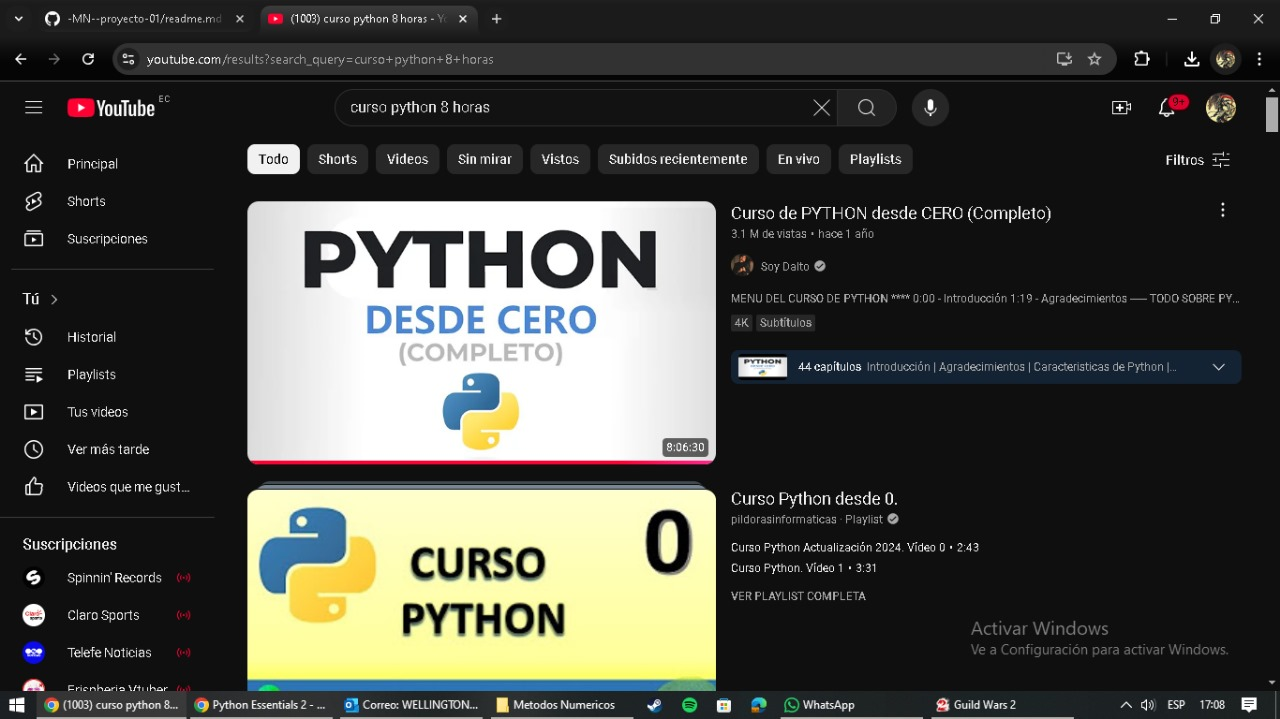 -MN--proyecto-01/readme.md
(1003) curso python 8 horas - Yo
youtube.com/results?search_query=curso+python+8+horas
YouTube EC
curso python 8 horas
9+
Todo
Shorts
Videos
Sin mirar
Vistos
Subidos recientemente
En vivo
Playlists
Filtros
Principal
Shorts
Suscripciones
Tú
Historial
Playlists
Tus videos
Ver más tarde
Videos que me gust...
Suscripciones
Spinnin' Records
Claro Sports
Telefe Noticias
Erispheria Vtuber
PYTHON
DESDE CERO
(COMPLETO)
8:06:30
Curso de PYTHON desde CERO (Completo)
3.1 M de vistas • hace 1 año
Soy Dalto
MENU DEL CURSO DE PYTHON **** 0:00 - Introducción 1:19 - Agradecimientos ----- TODO SOBRE PY...
4K
Subtítulos
PYTHON
44 capítulos Introducción | Agradecimientos | Caracteristicas de Python |...
CURSO
PYTHON
0
Curso Python desde 0.
pildorasinformaticas · Playlist
Curso Python Actualización 2024. Vídeo 0 • 2:43
Curso Python. Vídeo 1 • 3:31
VER PLAYLIST COMPLETA
Activar Windows
Ve a Configuración para activar Windows.
(1003) curso python 8...
Python Essentials 2 - ...
Correo: WELLINGTON...
Metodos Numericos
WhatsApp
Guild Wars 2
ESP
17:08